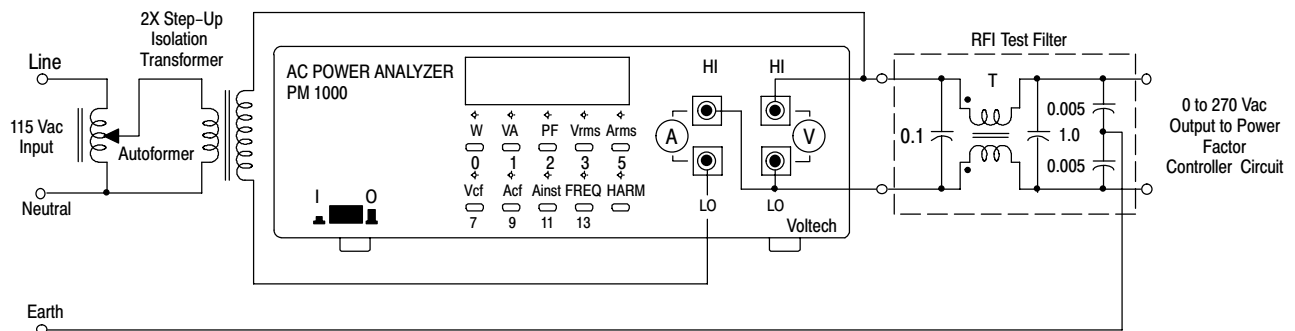 2X Step–Up
Isolation
Transformer
Line
115 Vac
Input
Autoformer
Neutral
Earth
AC POWER ANALYZER
PM 1000
W VA PF Vrms Arms
0 1 2 3 5
Vcf Acf Ainst FREQ HARM
7 9 11 13
I O
HI HI
A V
LO LO
Voltech
RFI Test Filter
T
0.1
1.0
0.005
0.005
0 to 270 Vac
Output to Power
Factor
Controller Circuit